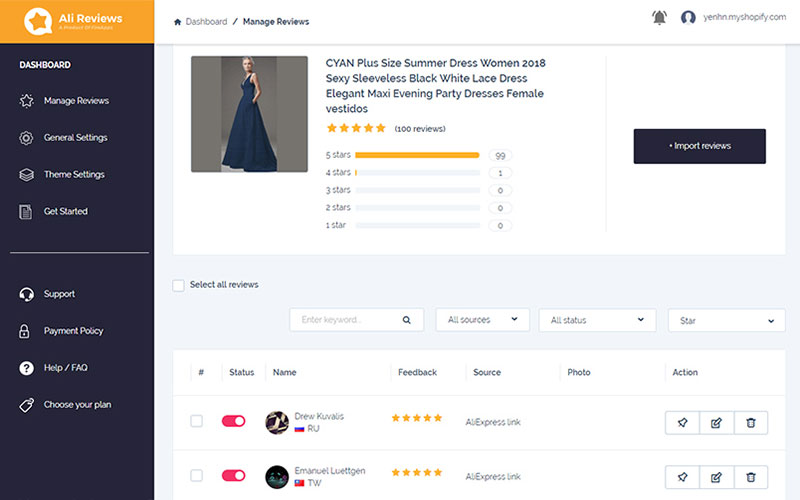 Ali Reviews
A Product Of FireApps
Dashboard / Manage Reviews
yenhn.myshopify.com
DASHBOARD
Manage Reviews
General Settings
Theme Settings
Get Started
Support
Payment Policy
Help / FAQ
Choose your plan
CYAN Plus Size Summer Dress Women 2018
Sexy Sleeveless Black White Lace Dress
Elegant Maxi Evening Party Dresses Female
vestidos
(100 reviews)
5 stars 99
4 stars 1
3 stars 0
2 stars 0
1 star 0
+ Import reviews
Select all reviews
Enter keyword .. All sources All status Star
# Status Name Feedback Source Photo Action
Drew Kuvalis
RU
AliExpress link
Emanuel Luettgen
TW
AliExpress link